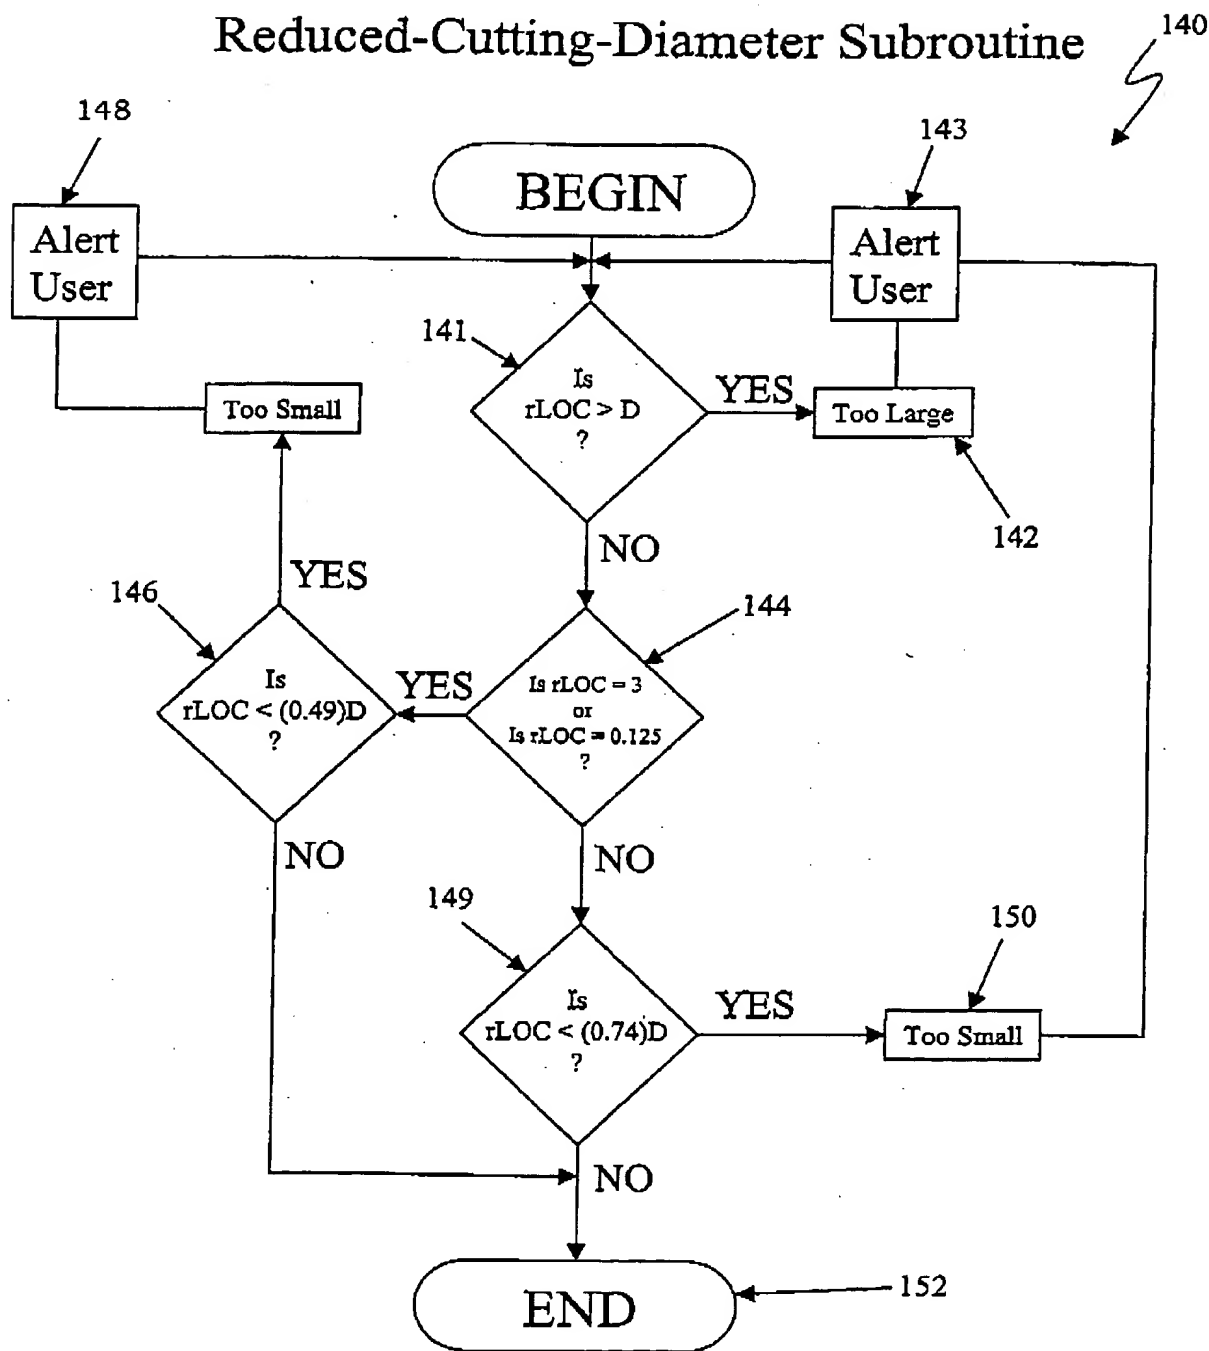 Reduced-Cutting-Diameter Subroutine
140
148
143
BEGIN
Alert
User
Alert
User
141
Is
rLOC > D
?
YES
Too Small
Too Large
142
NO
YES
146
144
Is
rLOC < (0.49)D
?
YES
Is rLOC = 3
or
Is rLOC = 0.125
?
NO
NO
149
150
Is
rLOC < (0.74)D
?
YES
Too Small
NO
END
152